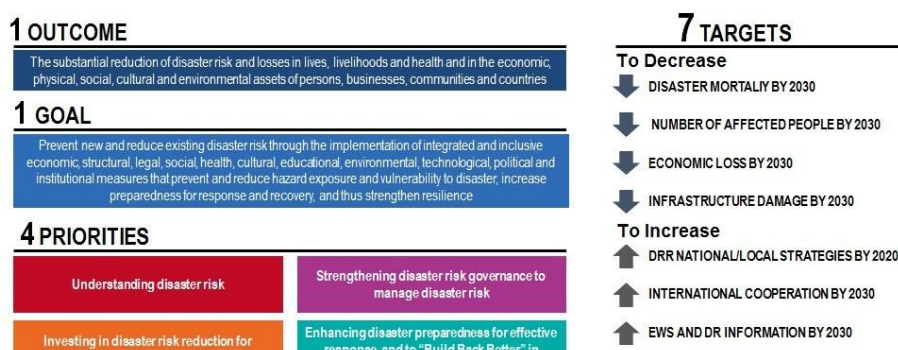 1 OUTCOME
The substantial reduction of disaster risk and losses in lives, livelihoods and health and in the economic,
physical, social, cultural and environmental assets of persons, businesses, communities and countries
1 GOAL
Prevent new and reduce existing disaster risk through the implementation of integrated and inclusive
economic, structural, legal, social, health, cultural, educational, environmental, technological, political and
institutional measures that prevent and reduce hazard exposure and vulnerability to disaster, increase
preparedness for response and recovery, and thus strengthen resilience
4 PRIORITIES
Understanding disaster risk
Strengthening disaster risk governance to
manage disaster risk
Investing in disaster risk reduction for
Enhancing disaster preparedness for effective
response, and to "Build Back Better" in
7 TARGETS
To Decrease
DISASTER MORTALIY BY 2030
NUMBER OF AFFECTED PEOPLE BY 2030
ECONOMIC LOSS BY 2030
INFRASTRUCTURE DAMAGE BY 2030
To Increase
DRR NATIONAL/LOCAL STRATEGIES BY 2020
INTERNATIONAL COOPERATION BY 2030
EWS AND DR INFORMATION BY 2030